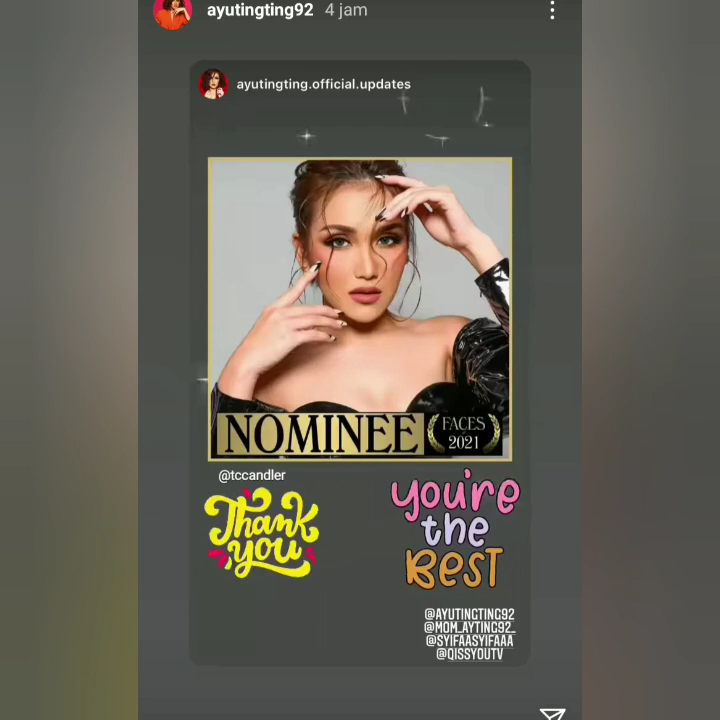 ayutingting92 4 jam
ayutingting.official.updates
NOMINEE
FACES
OF
2021
@tccandler
Thank
you
you're
the
BEST
@AYUTINGTING92
@MOM_AYTING92_
@SYIFAASYIFAAA
@QISSYOUTV